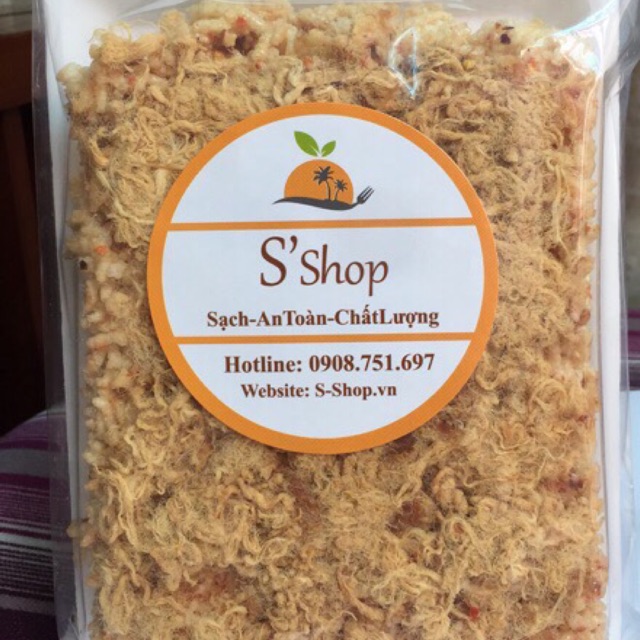 S'Shop
Sạch-AnToàn-ChấtLượng
Hotline: 0908.751.697
Website: S-Shop.vn